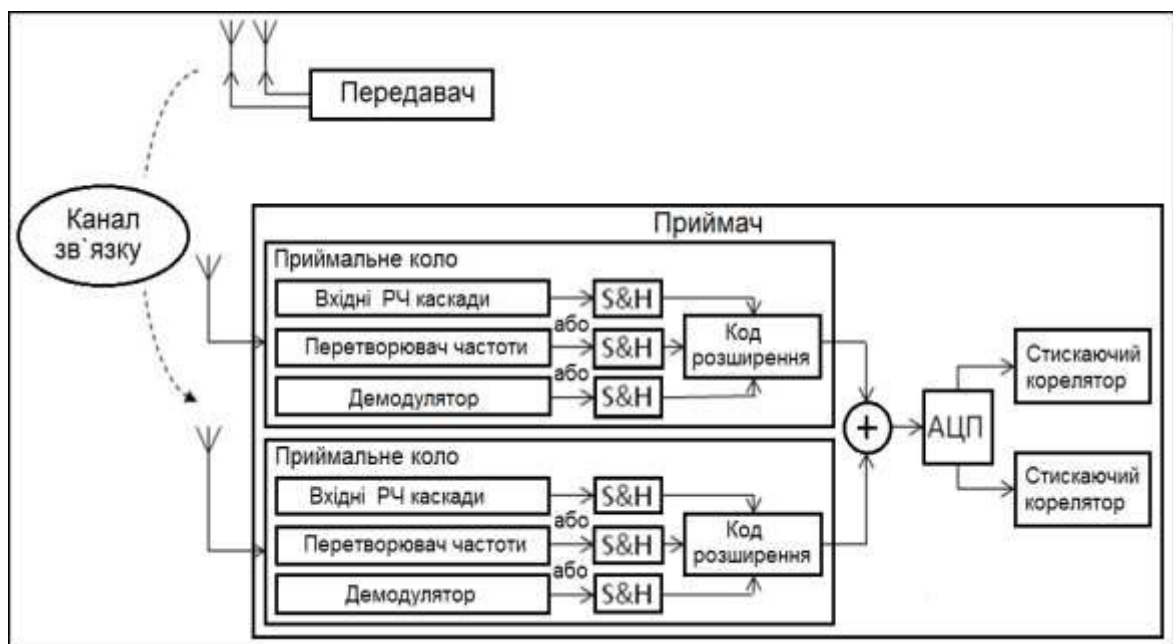 Передавач
Канал
зв`язку
Приймач
Приймальне коло
Вхідні РЧ каскади
S&H
або
Перетворювач частоти
S&H
або
Демодулятор
S&H
Код
розширення
Приймальне коло
Вхідні РЧ каскади
S&H
або
Перетворювач частоти
S&H
або
Демодулятор
S&H
Код
розширення
+
АЦП
Стискаючий
корелятор
Стискаючий
корелятор